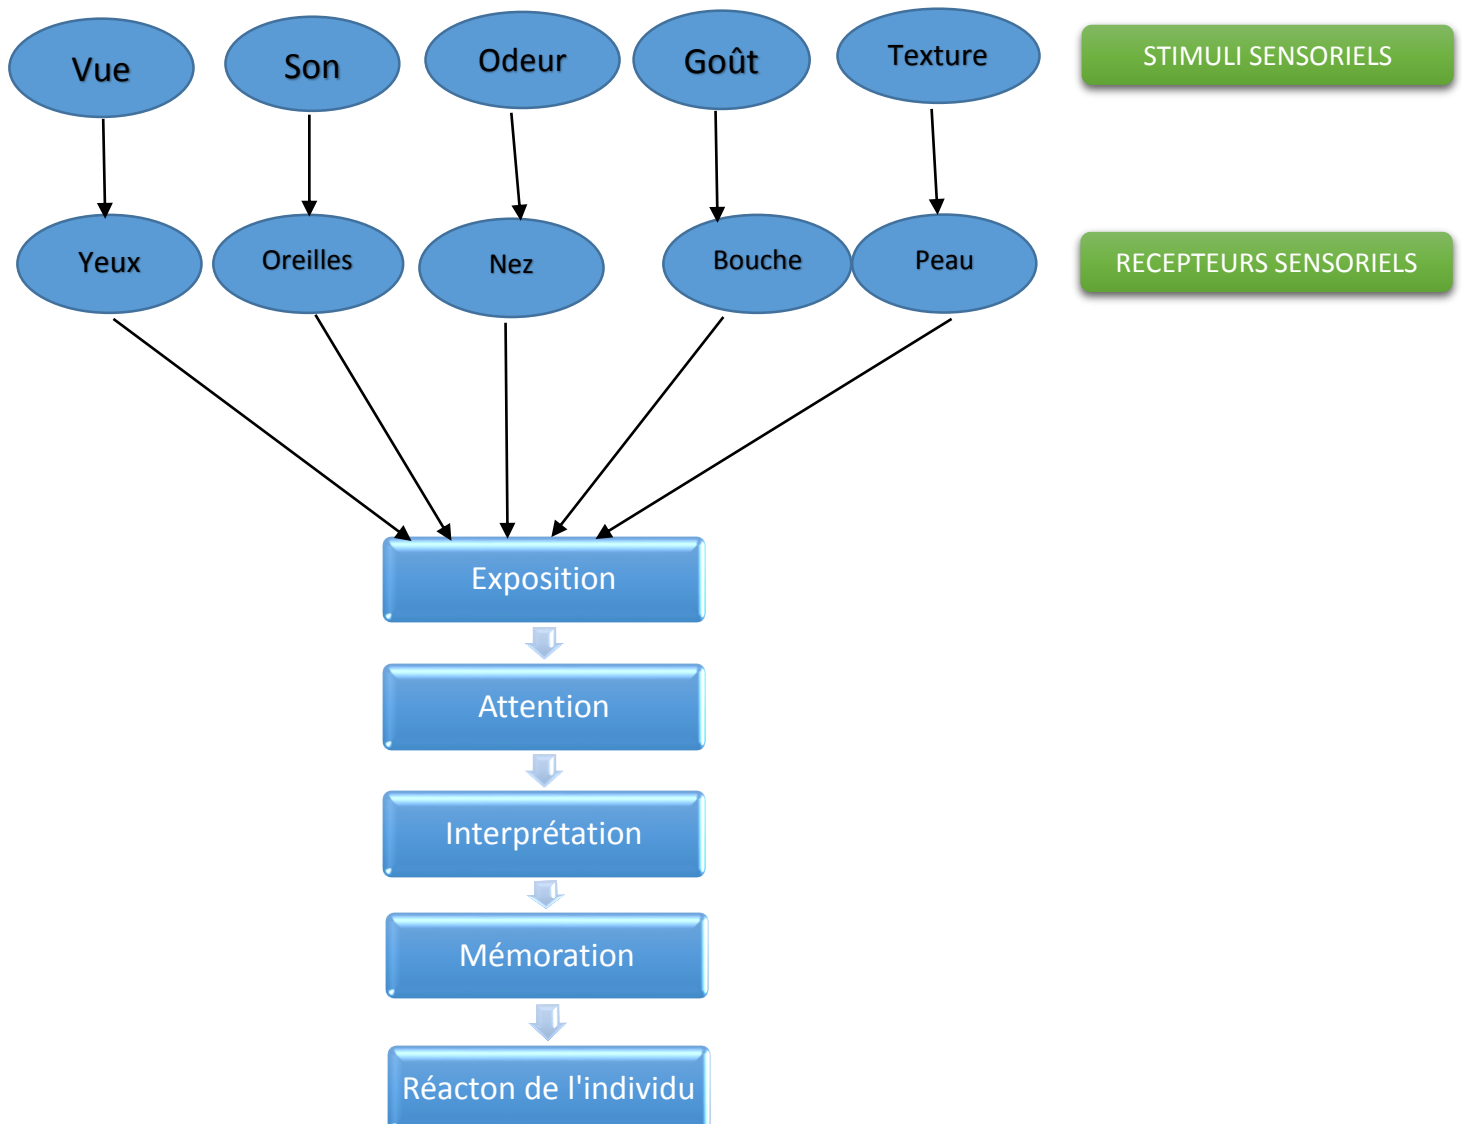 Vue
Son
Odeur
Goût
Texture
STIMULI SENSORIELS
Yeux
Oreilles
Nez
Bouche
Peau
RECEPTEURS SENSORIELS
Exposition
Attention
Interprétation
Mémoration
Réacton de l'individu